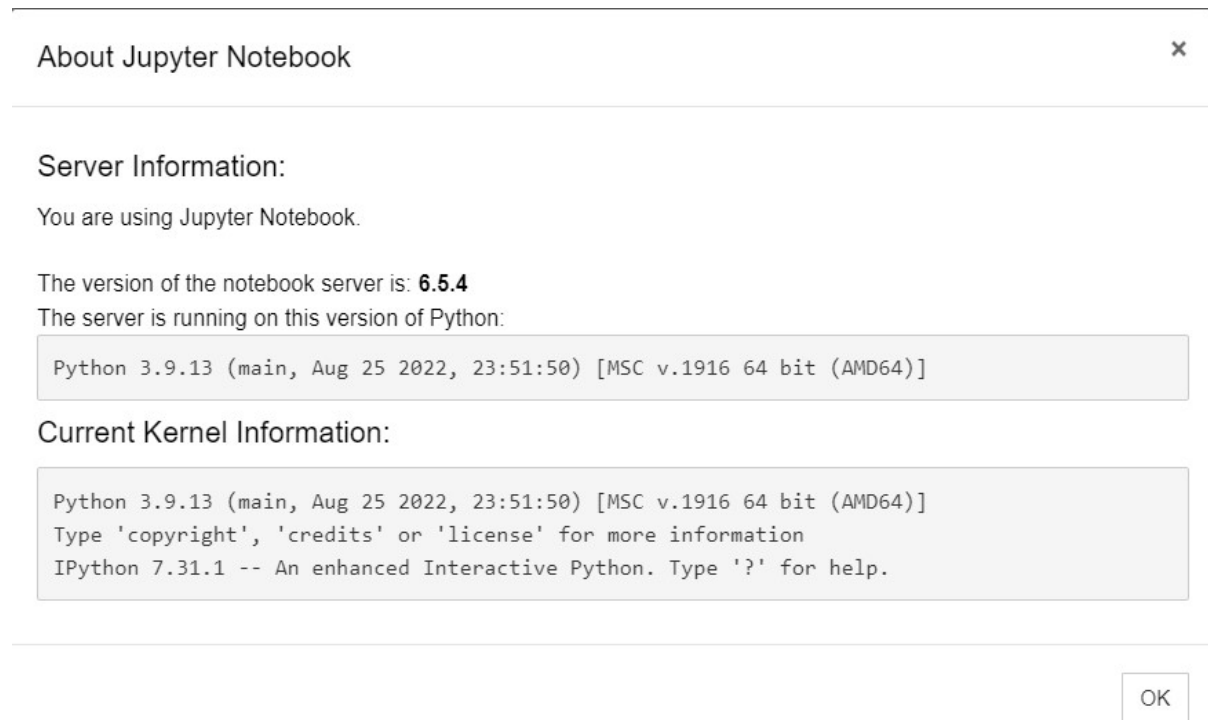 About Jupyter Notebook ×
Server Information:
You are using Jupyter Notebook.
The version of the notebook server is: 6.5.4
The server is running on this version of Python:
Python 3.9.13 (main, Aug 25 2022, 23:51:50) [MSC v.1916 64 bit (AMD64)]
Current Kernel Information:
Python 3.9.13 (main, Aug 25 2022, 23:51:50) [MSC v.1916 64 bit (AMD64)]
Type 'copyright', 'credits' or 'license' for more information
IPython 7.31.1 -- An enhanced Interactive Python. Type '?' for help.
OK